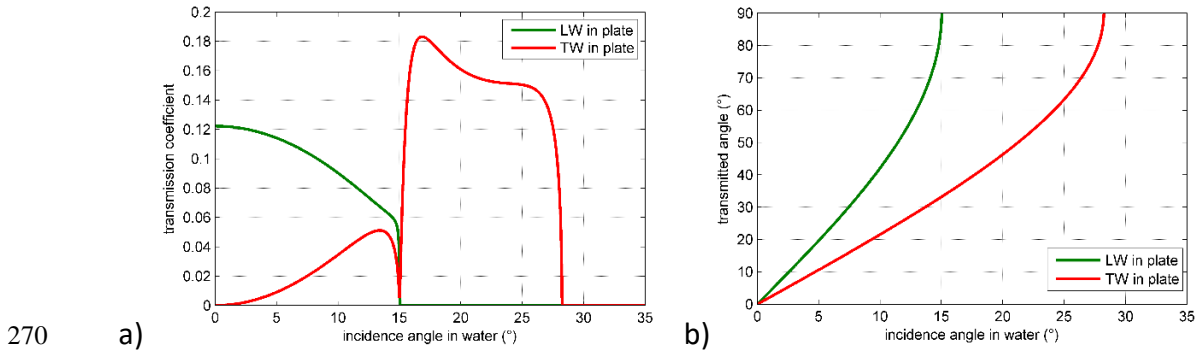 0.2
0.18
0.16
0.14
0.12
0.1
0.08
0.06
0.04
0.02
0
transmission coefficient
LW in plate
TW in plate
0 5 10 15 20 25 30 35
incidence angle in water (°)
90
80
70
60
50
40
30
20
10
0
transmitted angle (°)
LW in plate
TW in plate
0 5 10 15 20 25 30 35
incidence angle in water (°)
270 a) b)